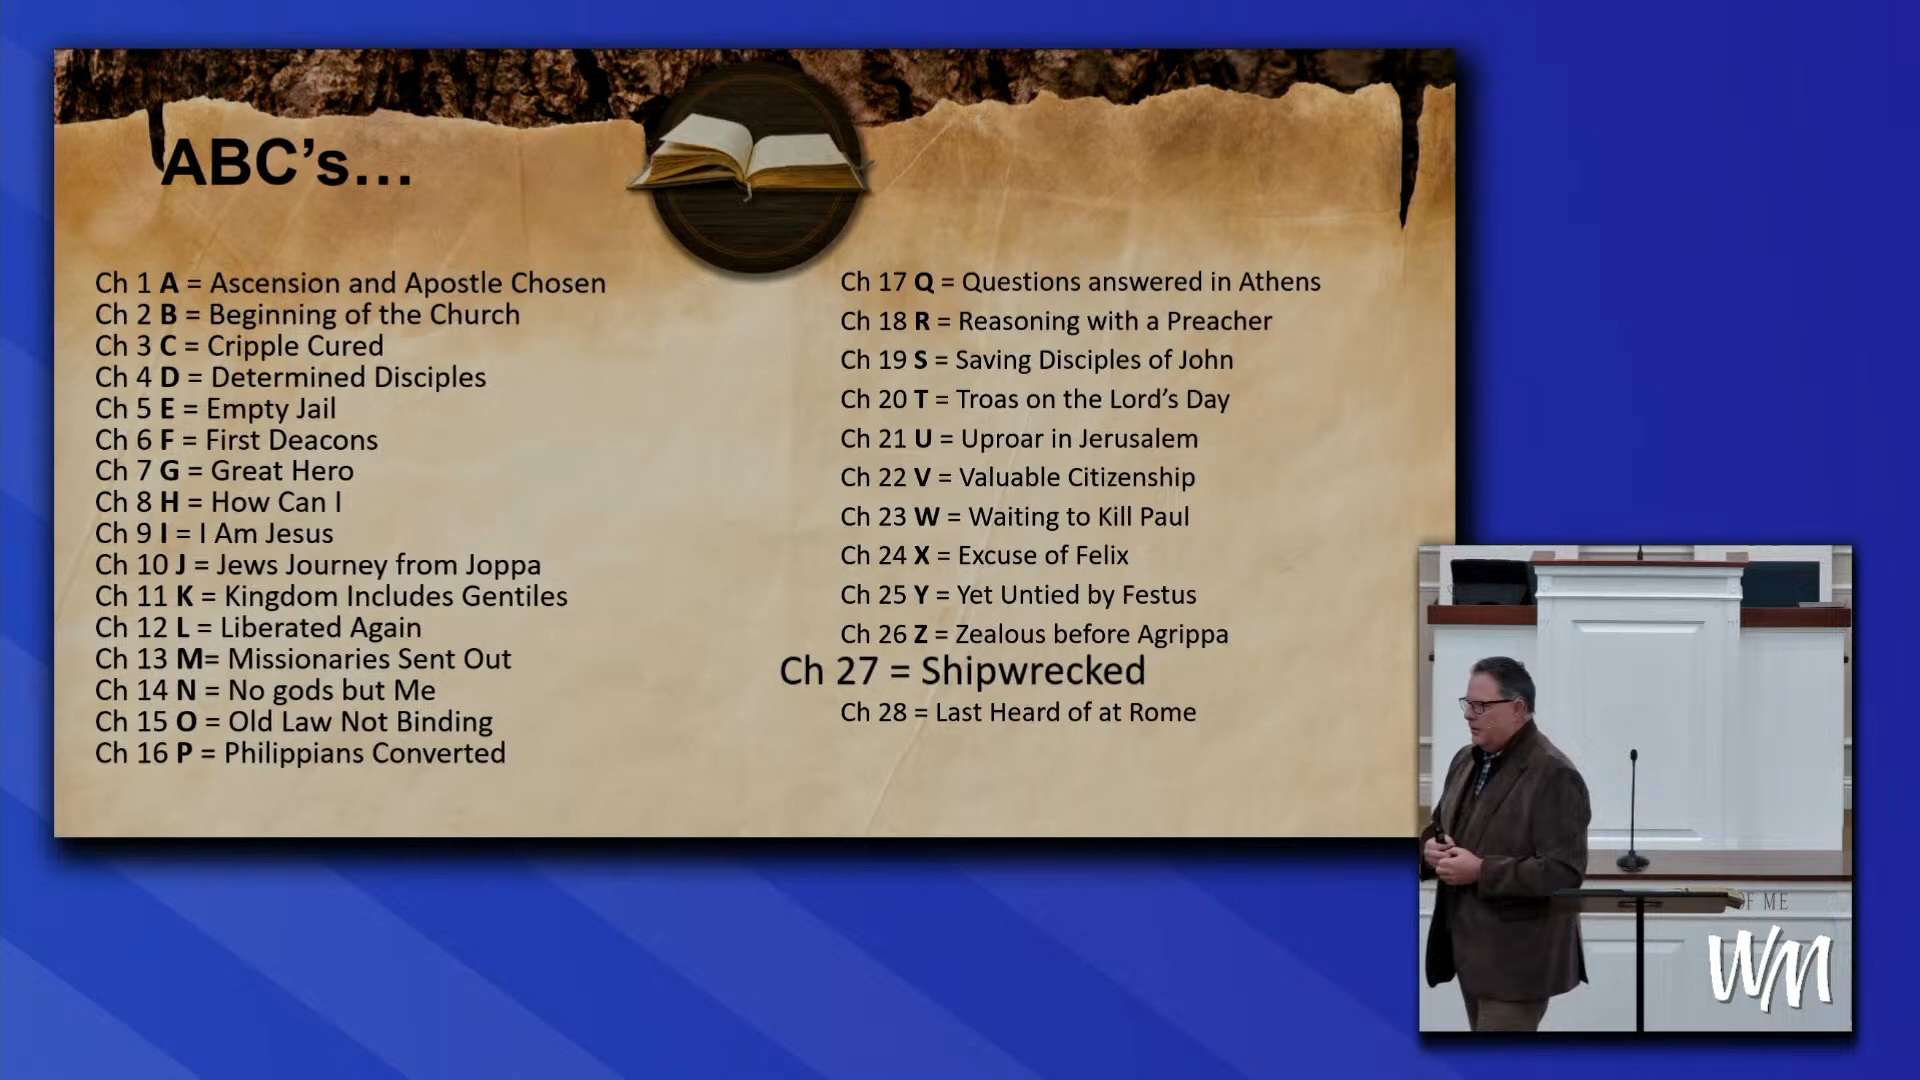 ABC's...
Ch 1 A = Ascension and Apostle Chosen
Ch 2 B = Beginning of the Church
Ch 3 C = Cripple Cured
Ch 4 D = Determined Disciples
Ch 5 E = Empty Jail
Ch 6 F = First Deacons
Ch 7 G = Great Hero
Ch 8 H = How Can I
Ch 9 I = I Am Jesus
Ch 10 J = Jews Journey from Joppa
Ch 11 K = Kingdom Includes Gentiles
Ch 12 L = Liberated Again
Ch 13 M= Missionaries Sent Out
Ch 14 N = No gods but Me
Ch 15 O = Old Law Not Binding
Ch 16 P = Philippians Converted
Ch 17 Q = Questions answered in Athens
Ch 18 R = Reasoning with a Preacher
Ch 19 S = Saving Disciples of John
Ch 20 T = Troas on the Lord's Day
Ch 21 U = Uproar in Jerusalem
Ch 22 V = Valuable Citizenship
Ch 23 W = Waiting to Kill Paul
Ch 24 X = Excuse of Felix
Ch 25 Y = Yet Untied by Festus
Ch 26 Z = Zealous before Agrippa
Ch 27 = Shipwrecked
Ch 28 = Last Heard of at Rome
OF ME
WM